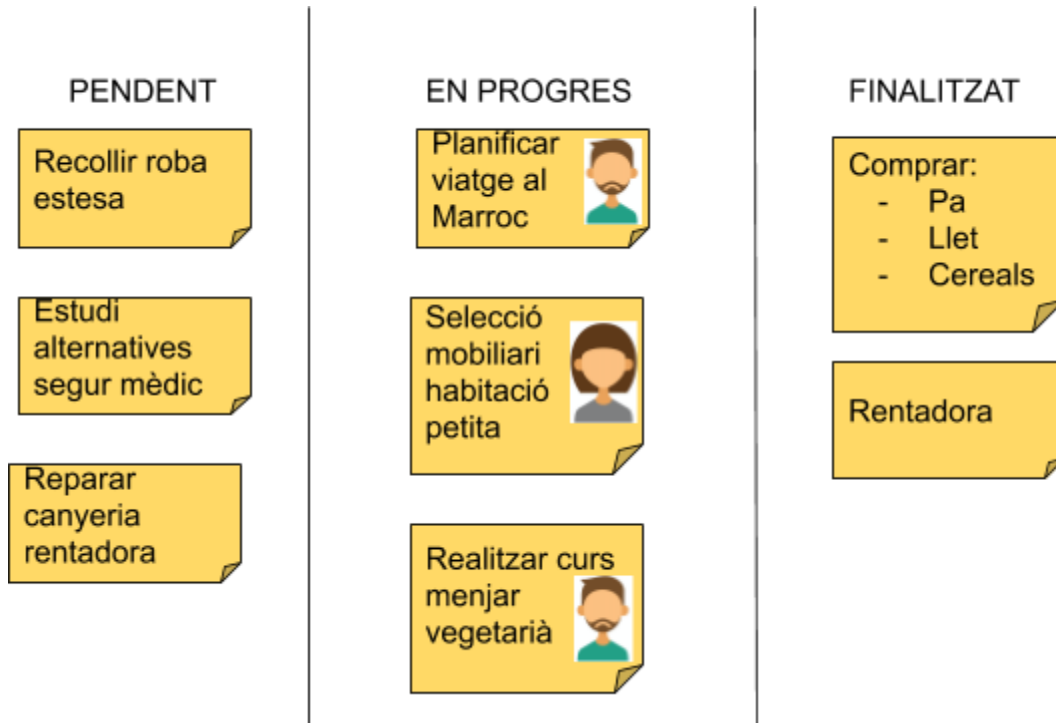 PENDENT
Recollir roba
estesa
Estudi
alternatives
segur mèdic
Reparar
canyeria
rentadora
EN PROGRES
Planificar
viatge al
Marroc
Selecció
mobiliari
habitació
petita
Realitzar curs
menjar
vegetarià
FINALITZAT
Comprar:
- Pa
- Llet
- Cereals
Rentadora